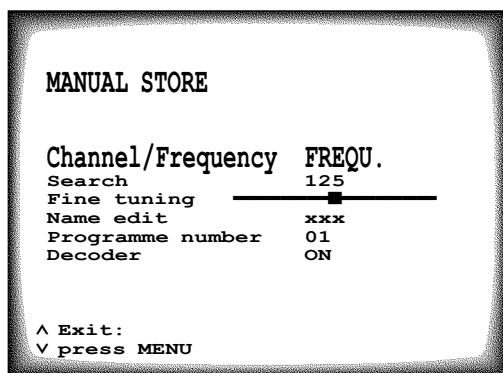 MANUAL STORE
Channel/Frequency FREQU.
Search 125
Fine tuning
Name edit xxx
Programme number 01
Decoder ON
∧ Exit:
∨ press MENU